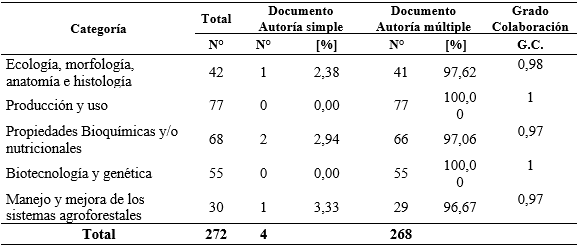 Categoría Total Documento Autoría simple Documento Autoría múltiple Grado Colaboración
N° N° [%] N° [%] G.C.
Ecología, morfología, anatomía e histología 42 1 2,38 41 97,62 0,98
Producción y uso 77 0 0,00 77 100,00 1
Propiedades Bioquímicas y/o nutricionales 68 2 2,94 66 97,06 0,97
Biotecnología y genética 55 0 0,00 55 100,00 1
Manejo y mejora de los sistemas agroforestales 30 1 3,33 29 96,67 0,97
Total 272 4 268